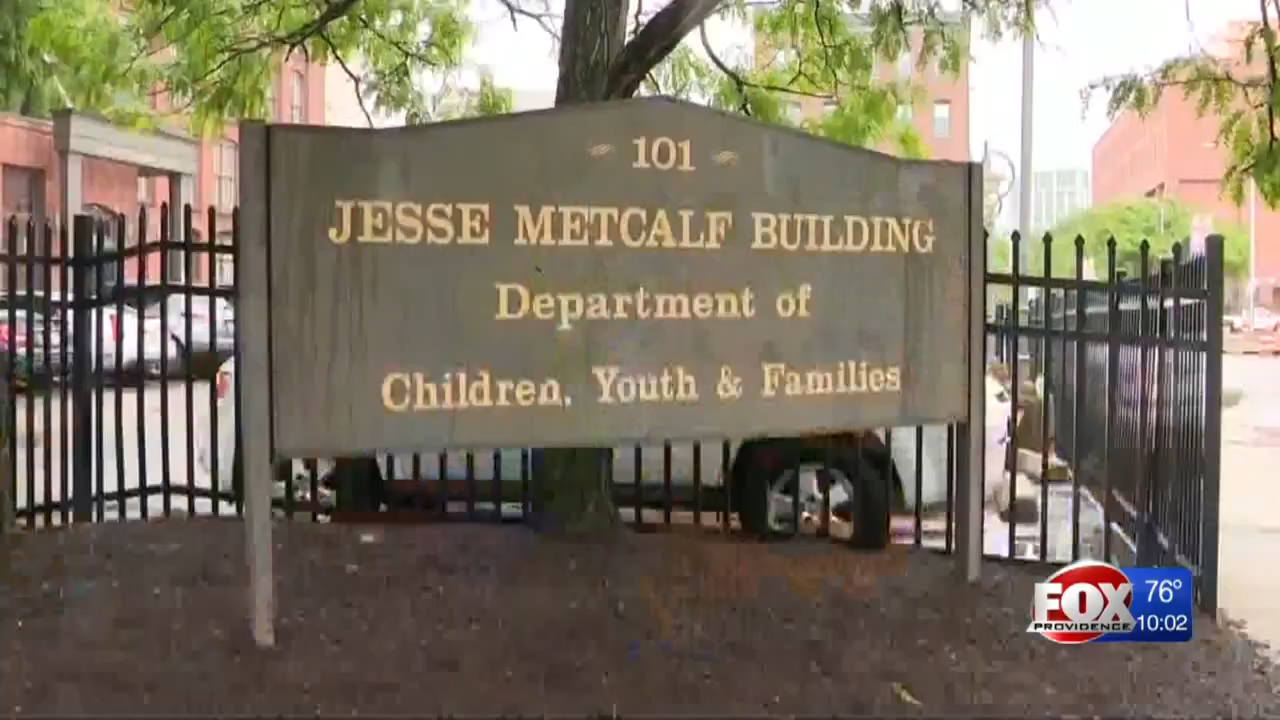 101
JESSE METCALF BUILDING
Department of
Children, Youth & Families
FOX 76°
PROVIDENCE 10:02